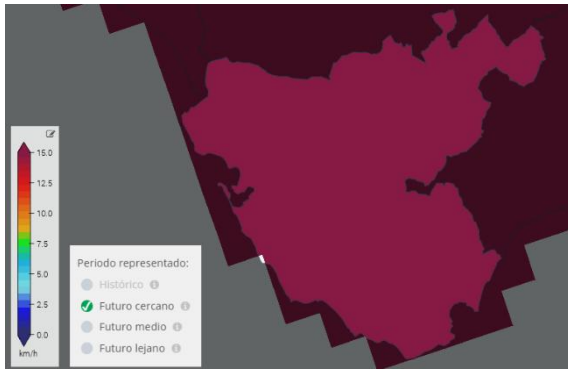 15.0
12.5
10.0
7.5
5.0
2.5
0.0
km/h
Periodo representado:
Histórico
Futuro cercano
Futuro medio
Futuro lejano